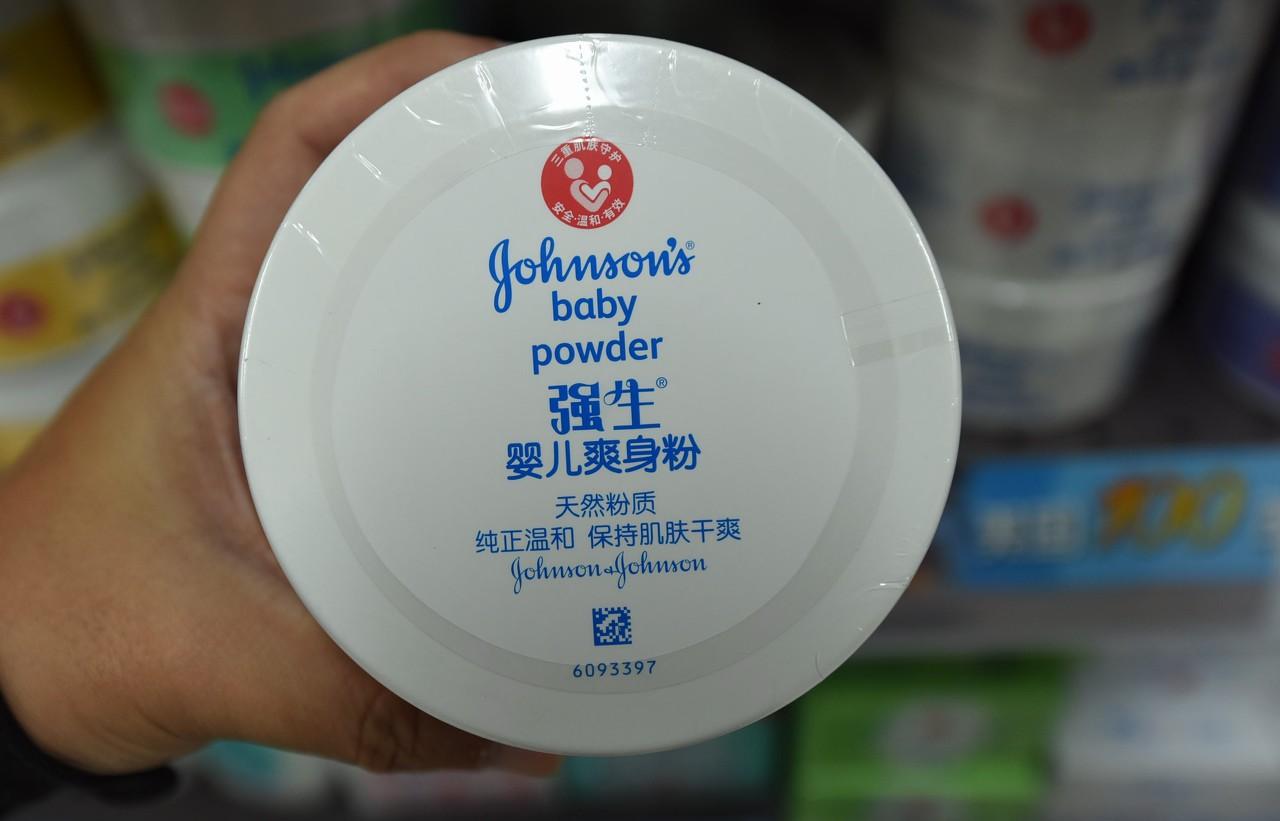 三重肌肤守护
安全·温和·有效
Johnson's®
baby
powder
强生®
婴儿爽身粉
天然粉质
纯正温和 保持肌肤干爽
Johnson+Johnson
6093397
100